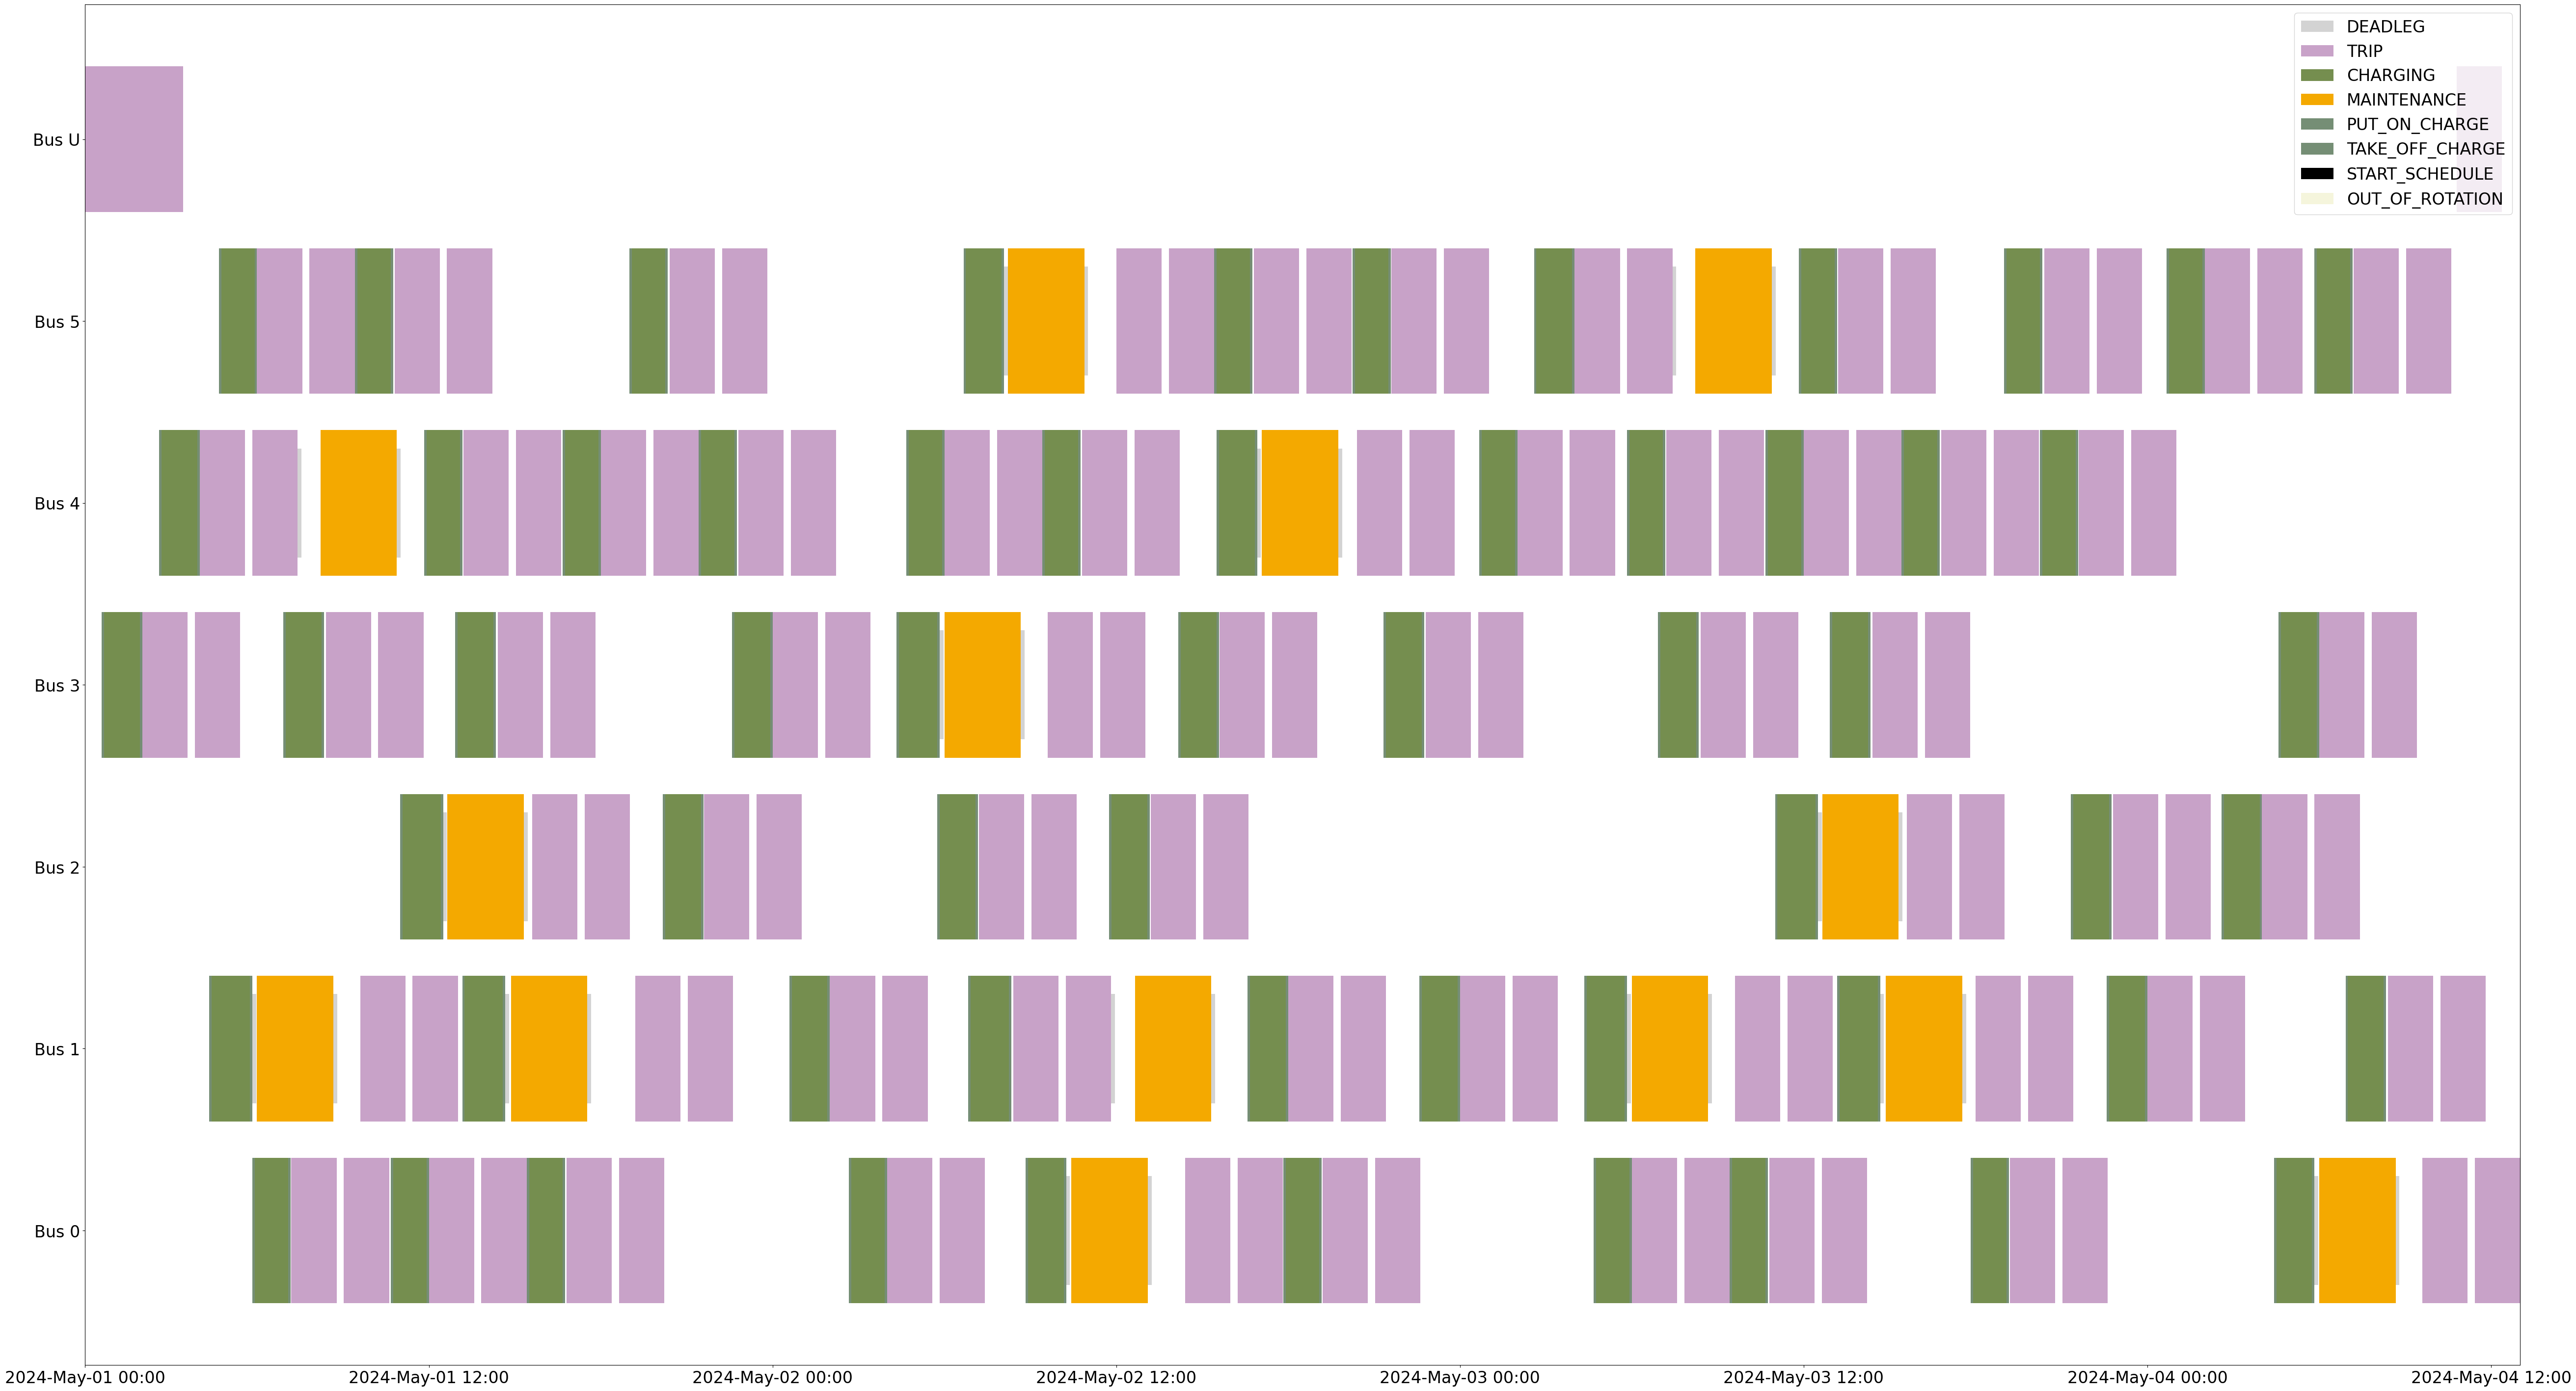 DEADLEG
TRIP
CHARGING
MAINTENANCE
PUT_ON_CHARGE
TAKE_OFF_CHARGE
START_SCHEDULE
OUT_OF_ROTATION
Bus U
Bus 5
Bus 4
Bus 3
Bus 2
Bus 1
Bus 0
2024-May-01 00:00 2024-May-01 12:00 2024-May-02 00:00 2024-May-02 12:00 2024-May-03 00:00 2024-May-03 12:00 2024-May-04 00:00 2024-May-04 12:00